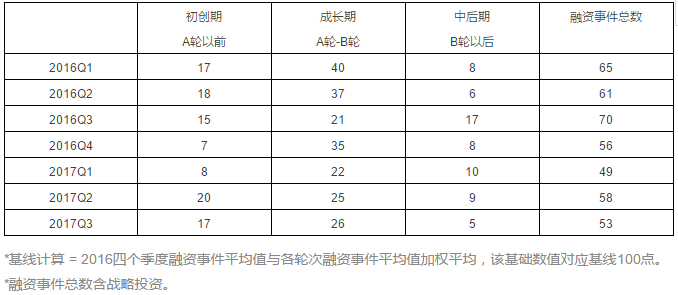 初创期 成长期 中后期 融资事件总数
A轮以前 A轮-B轮 B轮以后
2016Q1 17 40 8 65
2016Q2 18 37 6 61
2016Q3 15 21 17 70
2016Q4 7 35 8 56
2017Q1 8 22 10 49
2017Q2 20 25 9 58
2017Q3 17 26 5 53
*基线计算 = 2016四个季度融资事件平均值与各轮次融资事件平均值加权平均，该基础数值对应基线100点。
*融资事件总数含战略投资。